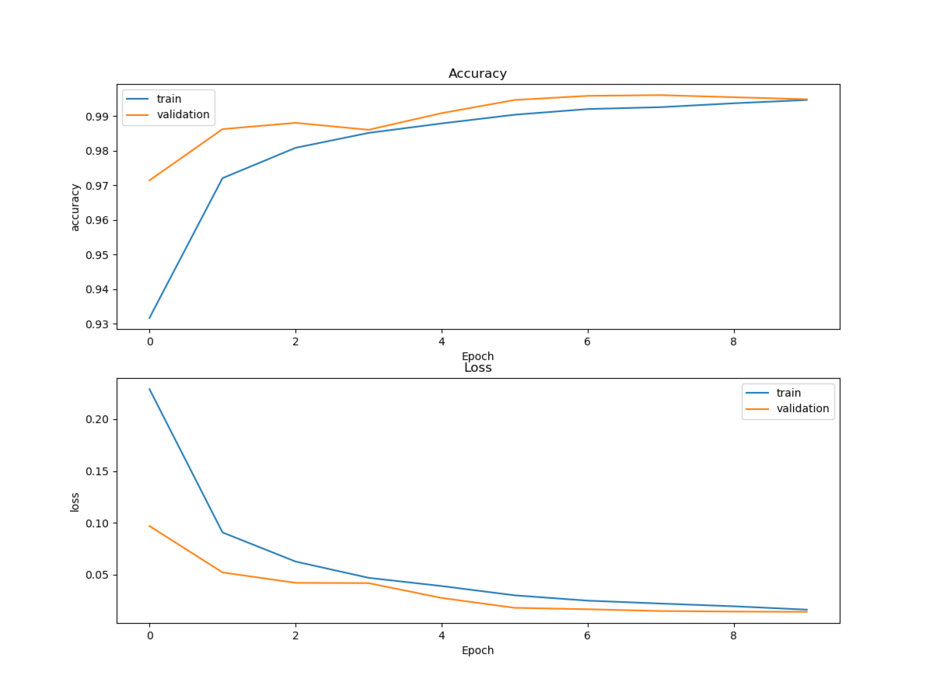 Accuracy
train
validation
0.99
0.98
0.97
0.96
0.95
0.94
0.93
accuracy
0 2 4 6 8
Epoch
Loss
train
validation
0.20
0.15
0.10
0.05
loss
0 2 4 6 8
Epoch